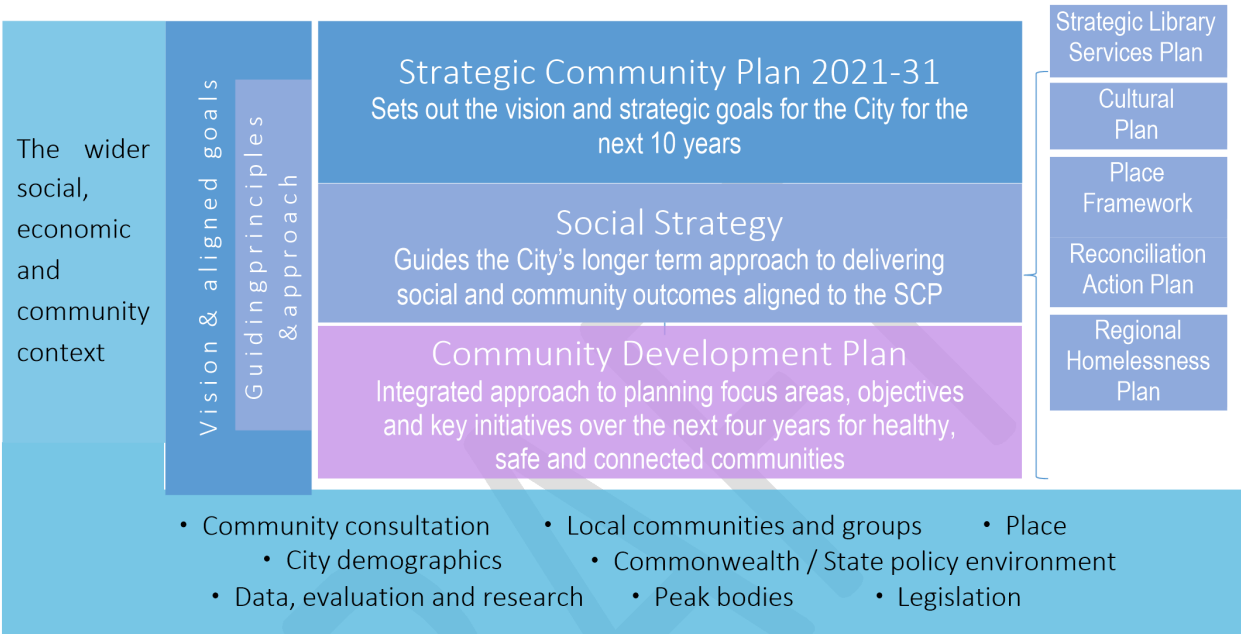 The wider
social,
economic
and
community
context
Vision & aligned goals
Guidingprinciples
& approach
Strategic Community Plan 2021-31
Sets out the vision and strategic goals for the City for the
next 10 years
Social Strategy
Guides the City's longer term approach to delivering
social and community outcomes aligned to the SCP
Community Development Plan
Integrated approach to planning focus areas, objectives
and key initiatives over the next four years for healthy,
safe and connected communities
Strategic Library
Services Plan
Cultural
Plan
Place
Framework
Reconciliation
Action Plan
Regional
Homelessness
Plan
• Community consultation • Local communities and groups • Place
• City demographics • Commonwealth / State policy environment
• Data, evaluation and research • Peak bodies • Legislation